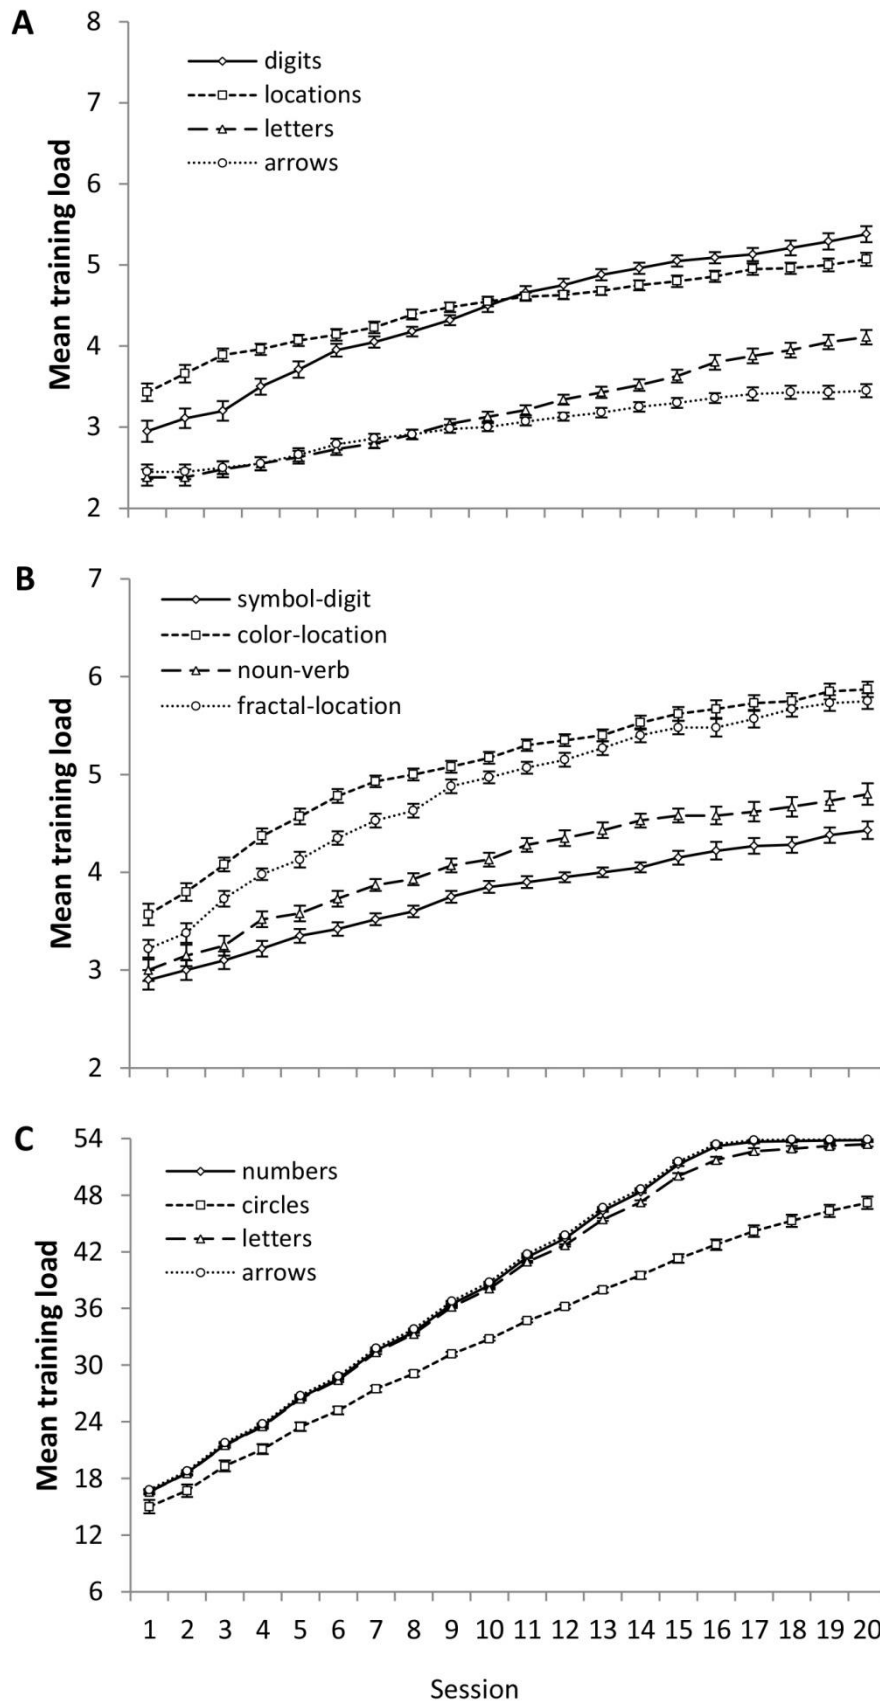 A
8
7
6
5
4
3
2
Mean training load
digits
locations
letters
arrows
B
7
6
5
4
3
2
Mean training load
symbol-digit
color-location
noun-verb
fractal-location
C
54
48
42
36
30
24
18
12
6
Mean training load
numbers
circles
letters
arrows
1 2 3 4 5 6 7 8 9 10 11 12 13 14 15 16 17 18 19 20
Session